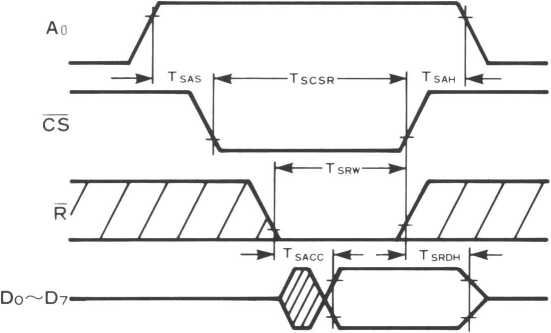 A0
TSAS TSCSR TSAH
CS
TSRW
R
TSACC TSRDH
D0～D7